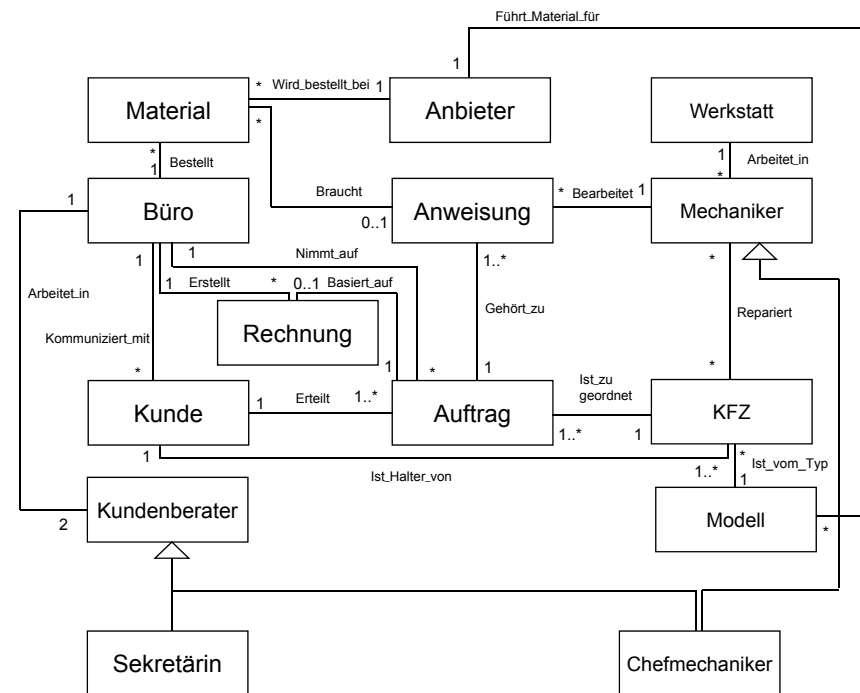 Führt_Material_für
1
* Wird_bestellt_bei 1
Material
Anbieter
Werkstatt
*
*
1
Bestellt
1
Arbeitet_in
*
1
Büro
Braucht
0..1
Anweisung
* Bearbeitet 1
Mechaniker
1
1
Nimmt_auf
1..*
*
Arbeitet_in
1
Erstellt
*
0..1
Basiert_auf
Rechnung
Gehört_zu
Repariert
Kommuniziert_mit
*
1
*
1
Ist_zu
geordnet
*
Kunde
1
Erteilt
1..*
Auftrag
1..*
1
KFZ
1
Ist_Halter_von
1..*
*
Ist_vom_Typ
1
Kundenberater
2
Modell
*
Sekretärin
Chefmechaniker